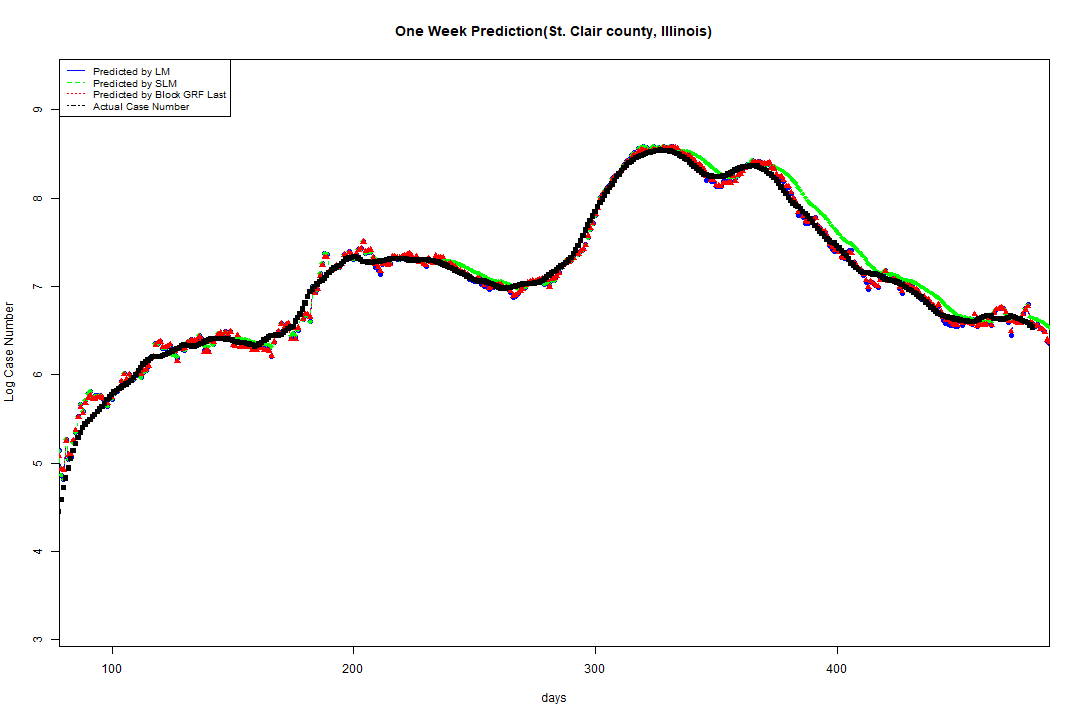 One Week Prediction(St. Clair county, Illinois)
Predicted by LM
Predicted by SLM
Predicted by Block GRF Last
Actual Case Number
9
8
7
6
5
4
3
Log Case Number
100 200 300 400
days